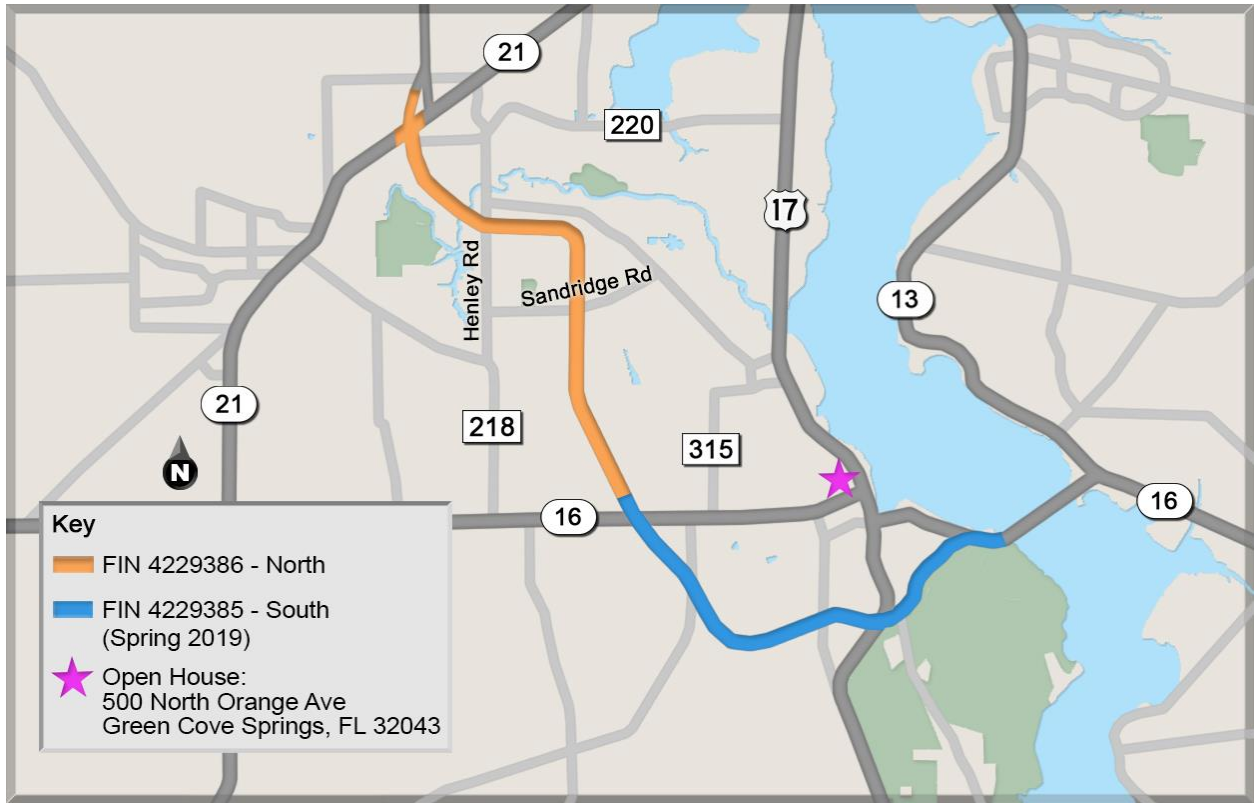 21
220
17
Henley Rd
Sandridge Rd
13
21
218
315
N
16
16
Key
FIN 4229386 - North
FIN 4229385 - South
(Spring 2019)
Open House:
500 North Orange Ave
Green Cove Springs, FL 32043